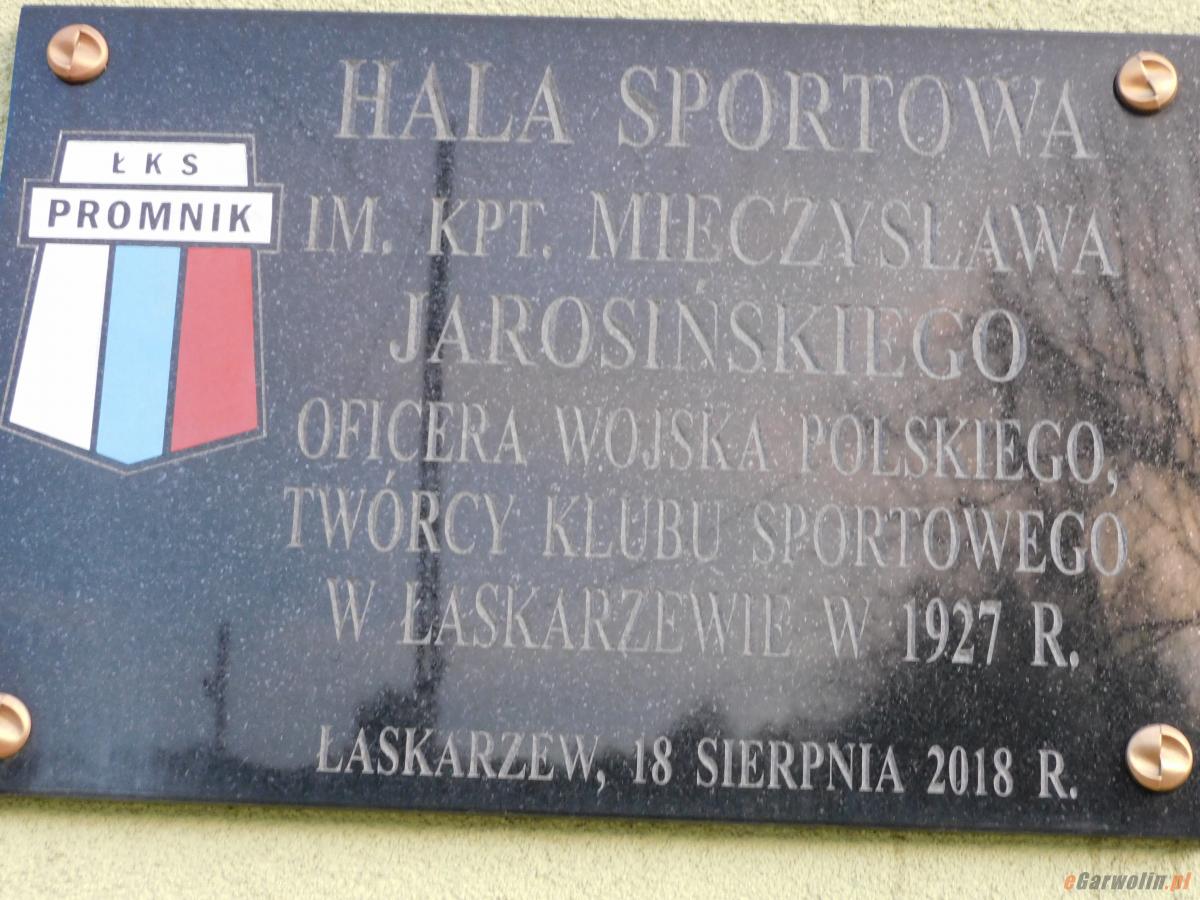 ŁKS
PROMNIK
HALA SPORTOWA
IM. KPT. MIECZYSŁAWA
JAROSIŃSKIEGO
OFICERA WOJSKA POLSKIEGO,
TWÓRCY KLUBU SPORTOWEGO
W ŁASKARZEWIE W 1927 R.
ŁASKARZEW, 18 SIERPNIA 2018 R.
eGarwolin.pl